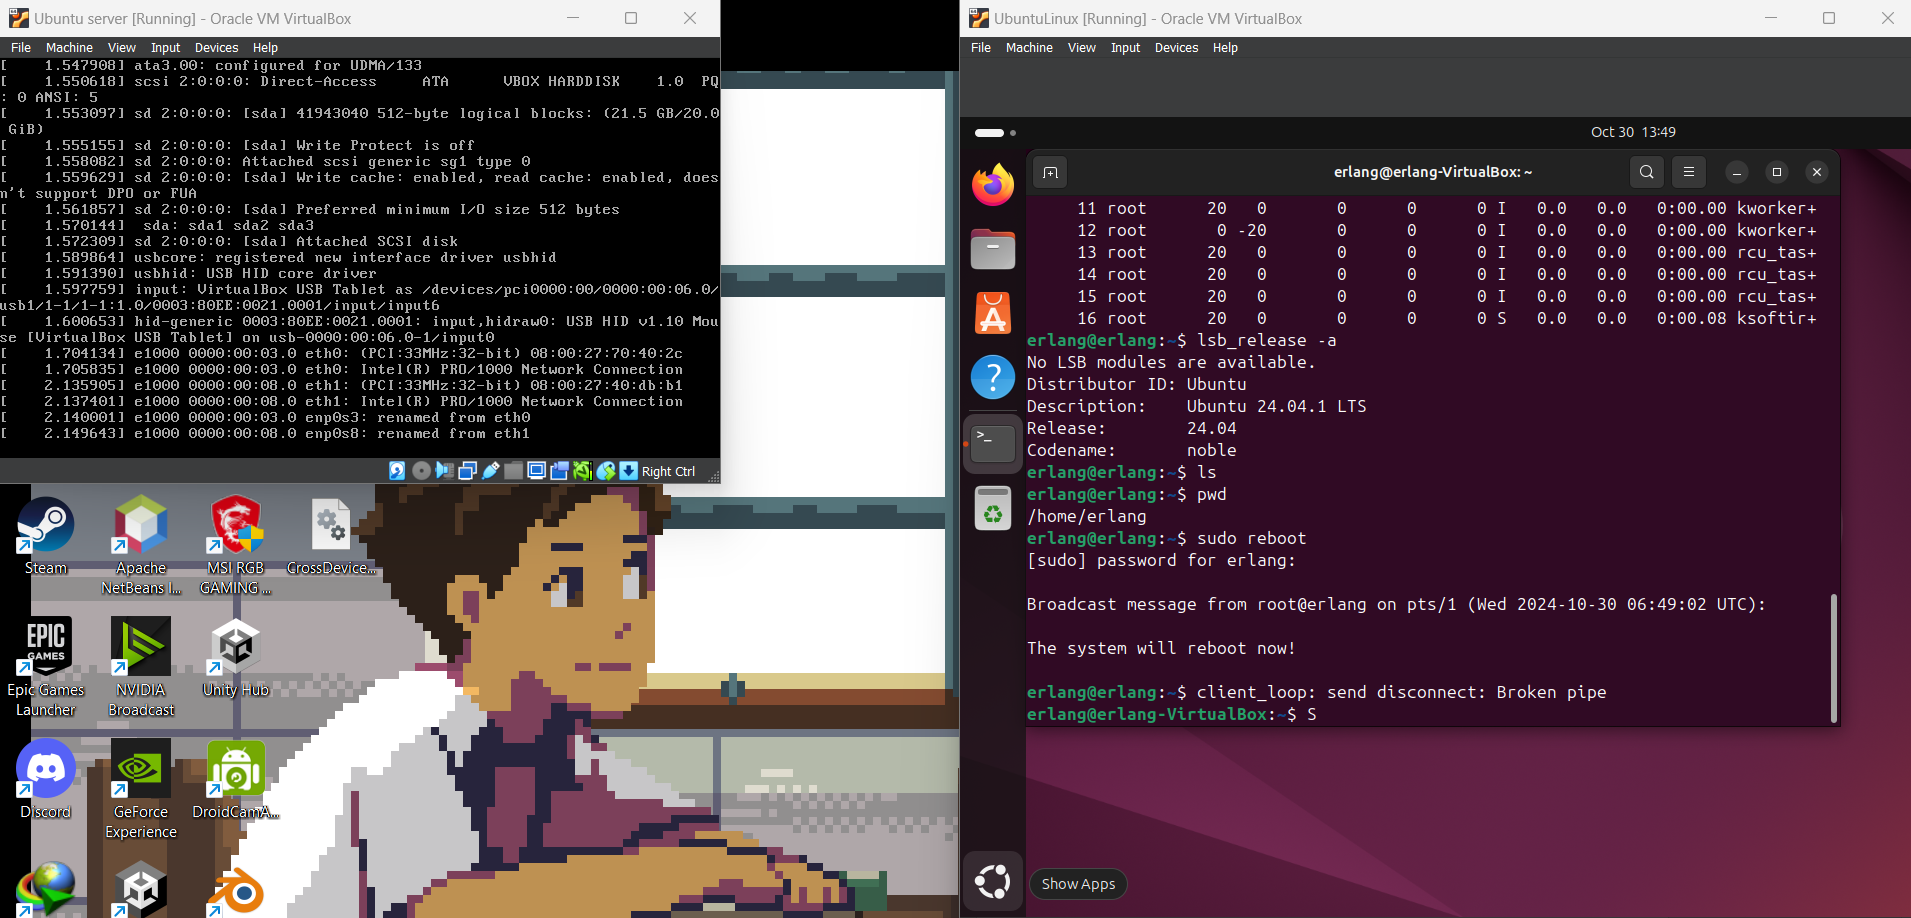 Ubuntu server [Running] - Oracle VM VirtualBox
File Machine View Input Devices Help
[    1.547908] ata3.00: configured for UDMA/133
[    1.550618] scsi 2:0:0:0: Direct-Access     ATA      VBOX HARDDISK    1.0  PQ
: 0 ANSI: 5
[    1.553097] sd 2:0:0:0: [sda] 41943040 512-byte logical blocks: (21.5 GB/20.0
 GiB)
[    1.555155] sd 2:0:0:0: [sda] Write Protect is off
[    1.558082] sd 2:0:0:0: Attached scsi generic sg1 type 0
[    1.559629] sd 2:0:0:0: [sda] Write cache: enabled, read cache: enabled, does
n't support DPO or FUA
[    1.561857] sd 2:0:0:0: [sda] Preferred minimum I/O size 512 bytes
[    1.570144]  sda: sda1 sda2 sda3
[    1.572309] sd 2:0:0:0: [sda] Attached SCSI disk
[    1.589864] usbcore: registered new interface driver usbhid
[    1.591390] usbhid: USB HID core driver
[    1.597759] input: VirtualBox USB Tablet as /devices/pci0000:00/0000:00:06.0/
usb1/1-1/1-1:1.0/0003:80EE:0021.0001/input/input6
[    1.600653] hid-generic 0003:80EE:0021.0001: input,hidraw0: USB HID v1.10 Mou
se [VirtualBox USB Tablet] on usb-0000:00:06.0-1/input0
[    1.704134] e1000 0000:00:03.0 eth0: (PCI:33MHz:32-bit) 08:00:27:70:40:2c
[    1.705835] e1000 0000:00:03.0 eth0: Intel(R) PRO/1000 Network Connection
[    2.135905] e1000 0000:00:08.0 eth1: (PCI:33MHz:32-bit) 08:00:27:40:db:b1
[    2.137401] e1000 0000:00:08.0 eth1: Intel(R) PRO/1000 Network Connection
[    2.140001] e1000 0000:00:03.0 enp0s3: renamed from eth0
[    2.149643] e1000 0000:00:08.0 enp0s8: renamed from eth1
Right Ctrl
Steam
Apache
NetBeans I...
MSI RGB
GAMING ...
CrossDevice...
EPIC
GAMES
Epic Games
Launcher
NVIDIA
Broadcast
Unity Hub
Discord
GeForce
Experience
DroidCamA...
UbuntuLinux [Running] - Oracle VM VirtualBox
File Machine View Input Devices Help
Oct 30 13:49
erlang@erlang-VirtualBox: ~
11 root      20   0       0      0      0 I   0.0   0.0   0:00.00 kworker+
12 root       0 -20       0      0      0 I   0.0   0.0   0:00.00 kworker+
13 root      20   0       0      0      0 I   0.0   0.0   0:00.00 rcu_tas+
14 root      20   0       0      0      0 I   0.0   0.0   0:00.00 rcu_tas+
15 root      20   0       0      0      0 I   0.0   0.0   0:00.00 rcu_tas+
16 root      20   0       0      0      0 S   0.0   0.0   0:00.08 ksoftir+
erlang@erlang:~$ lsb_release -a
No LSB modules are available.
Distributor ID: Ubuntu
Description:    Ubuntu 24.04.1 LTS
Release:        24.04
Codename:       noble
erlang@erlang:~$ ls
erlang@erlang:~$ pwd
/home/erlang
erlang@erlang:~$ sudo reboot
[sudo] password for erlang:
Broadcast message from root@erlang on pts/1 (Wed 2024-10-30 06:49:02 UTC):
The system will reboot now!
erlang@erlang:~$ client_loop: send disconnect: Broken pipe
erlang@erlang-VirtualBox:~$ S
Show Apps